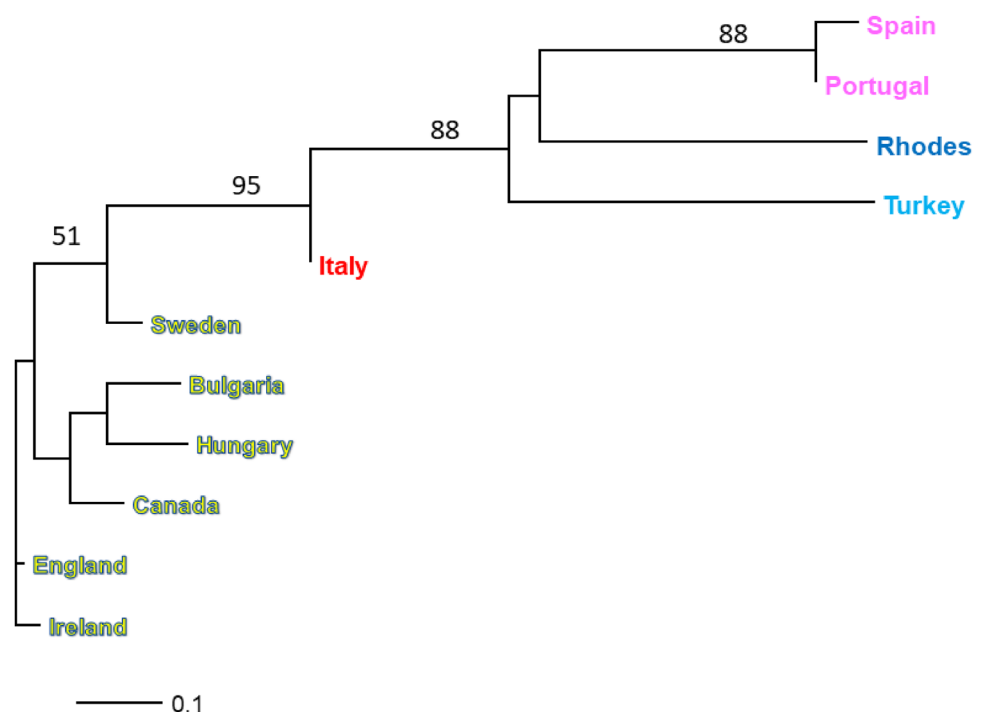 Spain
88
Portugal
88
Rhodes
95
Turkey
51
Italy
Sweden
Bulgaria
Hungary
Canada
England
Ireland
0.1